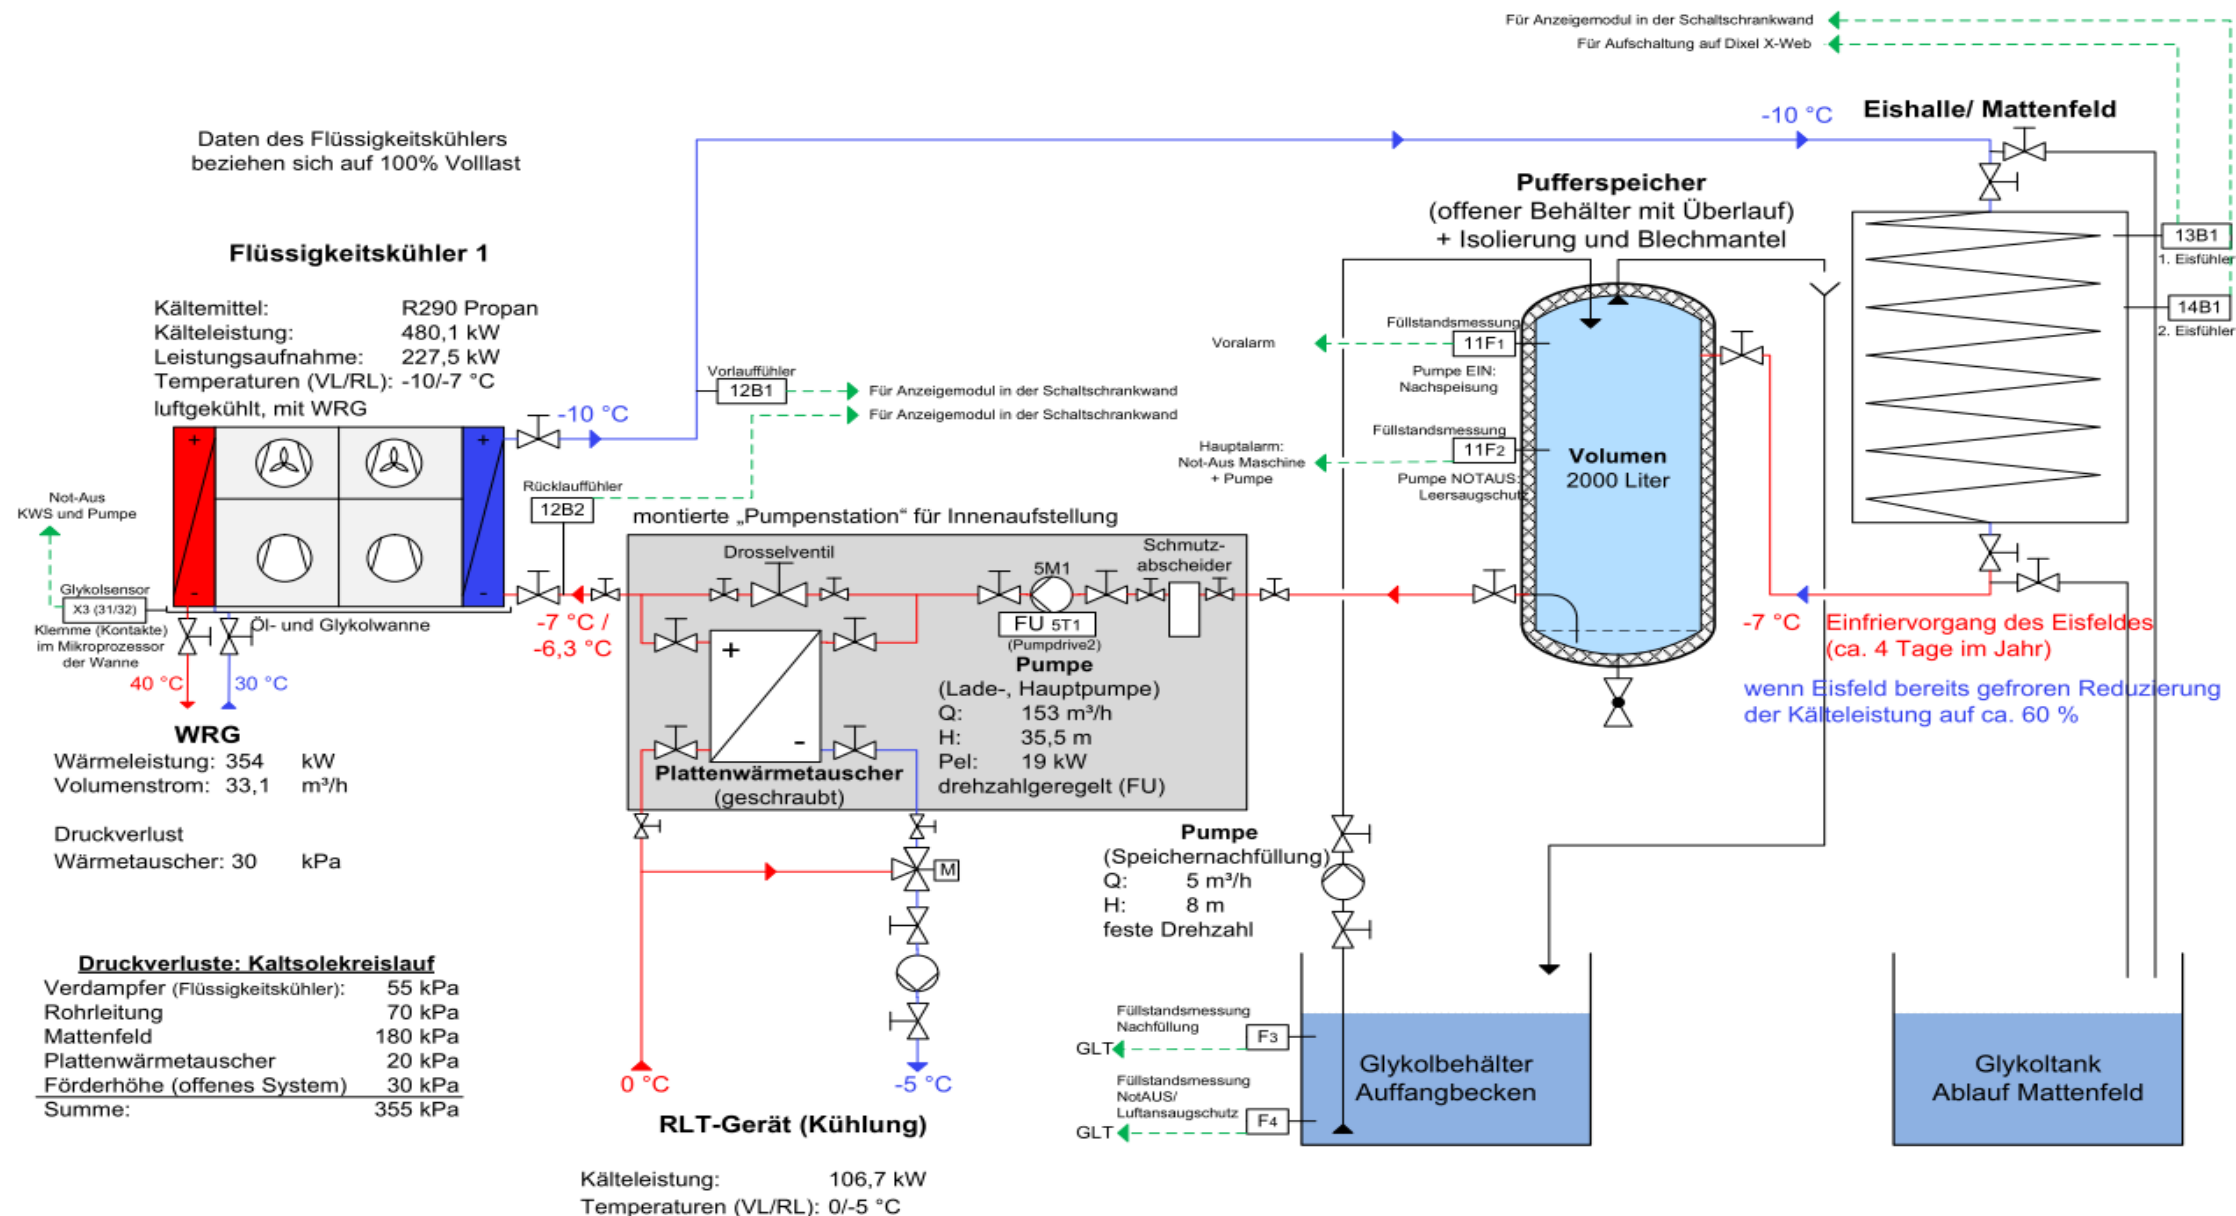 Für Anzeigemodul in der Schaltschrankwand
Für Aufschaltung auf Dixel X-Web
-10 °C
Eishalle/ Mattenfeld
Daten des Flüssigkeitskühlers
beziehen sich auf 100% Volllast
Pufferspeicher
(offener Behälter mit Überlauf)
+ Isolierung und Blechmantel
13B1
1. Eisfühler
14B1
2. Eisfühler
Flüssigkeitskühler 1
Kältemittel: R290 Propan
Kälteleistung: 480,1 kW
Leistungsaufnahme: 227,5 kW
Temperaturen (VL/RL): -10/-7 °C
luftgekühlt, mit WRG
Füllstandsmessung
Voralarm
11F1
Pumpe EIN:
Nachspeisung
Vorlauffühler
12B1
Für Anzeigemodul in der Schaltschrankwand
Für Anzeigemodul in der Schaltschrankwand
-10 °C
+
+
-
-
Füllstandsmessung
Hauptalarm:
Not-Aus Maschine
+ Pumpe
11F2
Pumpe NOTAUS:
Leersaugschutz
Volumen
2000 Liter
Rücklauffühler
12B2
Not-Aus
KWS und Pumpe
Glykolsensor
X3 (31/32)
Klemme (Kontakte)
im Mikroprozessor
der Wanne
Öl- und Glykolwanne
montierte „Pumpenstation“ für Innenaufstellung
Drosselventil
Schmutz-
abscheider
5M1
FU 5T1
(Pumpdrive2)
-7 °C /
-6,3 °C
+
-
Plattenwärmetauscher
(geschraubt)
Pumpe
(Lade-, Hauptpumpe)
Q: 153 m³/h
H: 35,5 m
Pel: 19 kW
drehzahlgeregelt (FU)
-7 °C Einfriervorgang des Eisfeldes
(ca. 4 Tage im Jahr)
wenn Eisfeld bereits gefroren Reduzierung
der Kälteleistung auf ca. 60 %
40 °C
30 °C
WRG
Wärmeleistung: 354 kW
Volumenstrom: 33,1 m³/h
Druckverlust
Wärmetauscher: 30 kPa
M
Pumpe
(Speichernachfüllung)
Q: 5 m³/h
H: 8 m
feste Drehzahl
Druckverluste: Kaltsolekreislauf
Verdampfer (Flüssigkeitskühler): 55 kPa
Rohrleitung 70 kPa
Mattenfeld 180 kPa
Plattenwärmetauscher 20 kPa
Förderhöhe (offenes System) 30 kPa
Summe: 355 kPa
0 °C
-5 °C
RLT-Gerät (Kühlung)
Kälteleistung: 106,7 kW
Temperaturen (VL/RL): 0/-5 °C
Füllstandsmessung
Nachfüllung
GLT
F3
Füllstandsmessung
NotAUS/
Luftansaugschutz
GLT
F4
Glykolbehälter
Auffangbecken
Glykoltank
Ablauf Mattenfeld